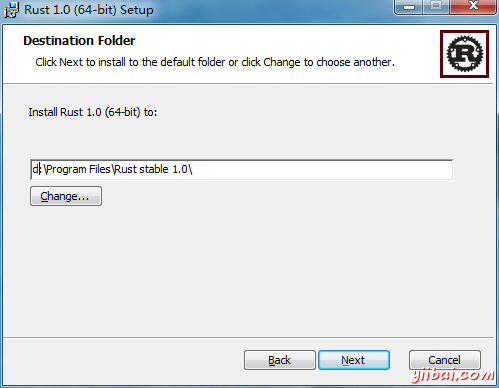 Rust 1.0 (64-bit) Setup
Destination Folder
Click Next to install to the default folder or click Change to choose another.
R
Install Rust 1.0 (64-bit) to:
d:\Program Files\Rust stable 1.0\
Change...
Back Next Cancel
yiibai.com